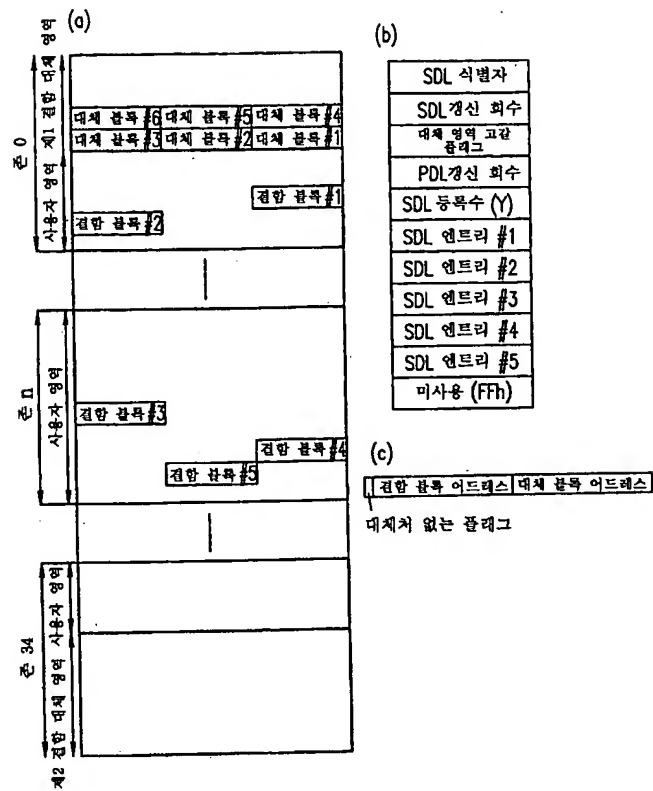 (a)
존 0
제1 결함 대체 영역
사용자 영역
대체 블록 #6 대체 블록 #5 대체 블록 #4
대체 블록 #3 대체 블록 #2 대체 블록 #1
결함 블록 #1
결함 블록 #2
존 n
사용자 영역
결함 블록 #3
결함 블록 #4
결함 블록 #5
존 34
사용자 영역
제2 결함 대체 영역
(b)
SDL 식별자
SDL갱신 회수
대체 영역 고갈
플래그
PDL갱신 회수
SDL 등록수 (Y)
SDL 엔트리 #1
SDL 엔트리 #2
SDL 엔트리 #3
SDL 엔트리 #4
SDL 엔트리 #5
미사용 (FFh)
(c)
결함 블록 어드레스 대체 블록 어드레스
대체처 없는 플래그